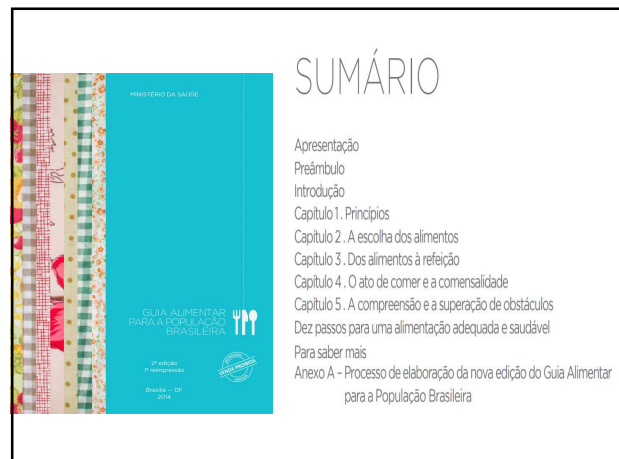 MINISTÉRIO DA SAÚDE
GUIA ALIMENTAR
PARA A POPULAÇÃO
BRASILEIRA
2ª edição
1ª reimpressão
VENDA PROIBIDA
Brasília — DF
2014
SUMÁRIO
Apresentação
Preâmbulo
Introdução
Capítulo 1 . Princípios
Capítulo 2 . A escolha dos alimentos
Capítulo 3 . Dos alimentos à refeição
Capítulo 4 . O ato de comer e a comensalidade
Capítulo 5 . A compreensão e a superação de obstáculos
Dez passos para uma alimentação adequada e saudável
Para saber mais
Anexo A - Processo de elaboração da nova edição do Guia Alimentar
para a População Brasileira